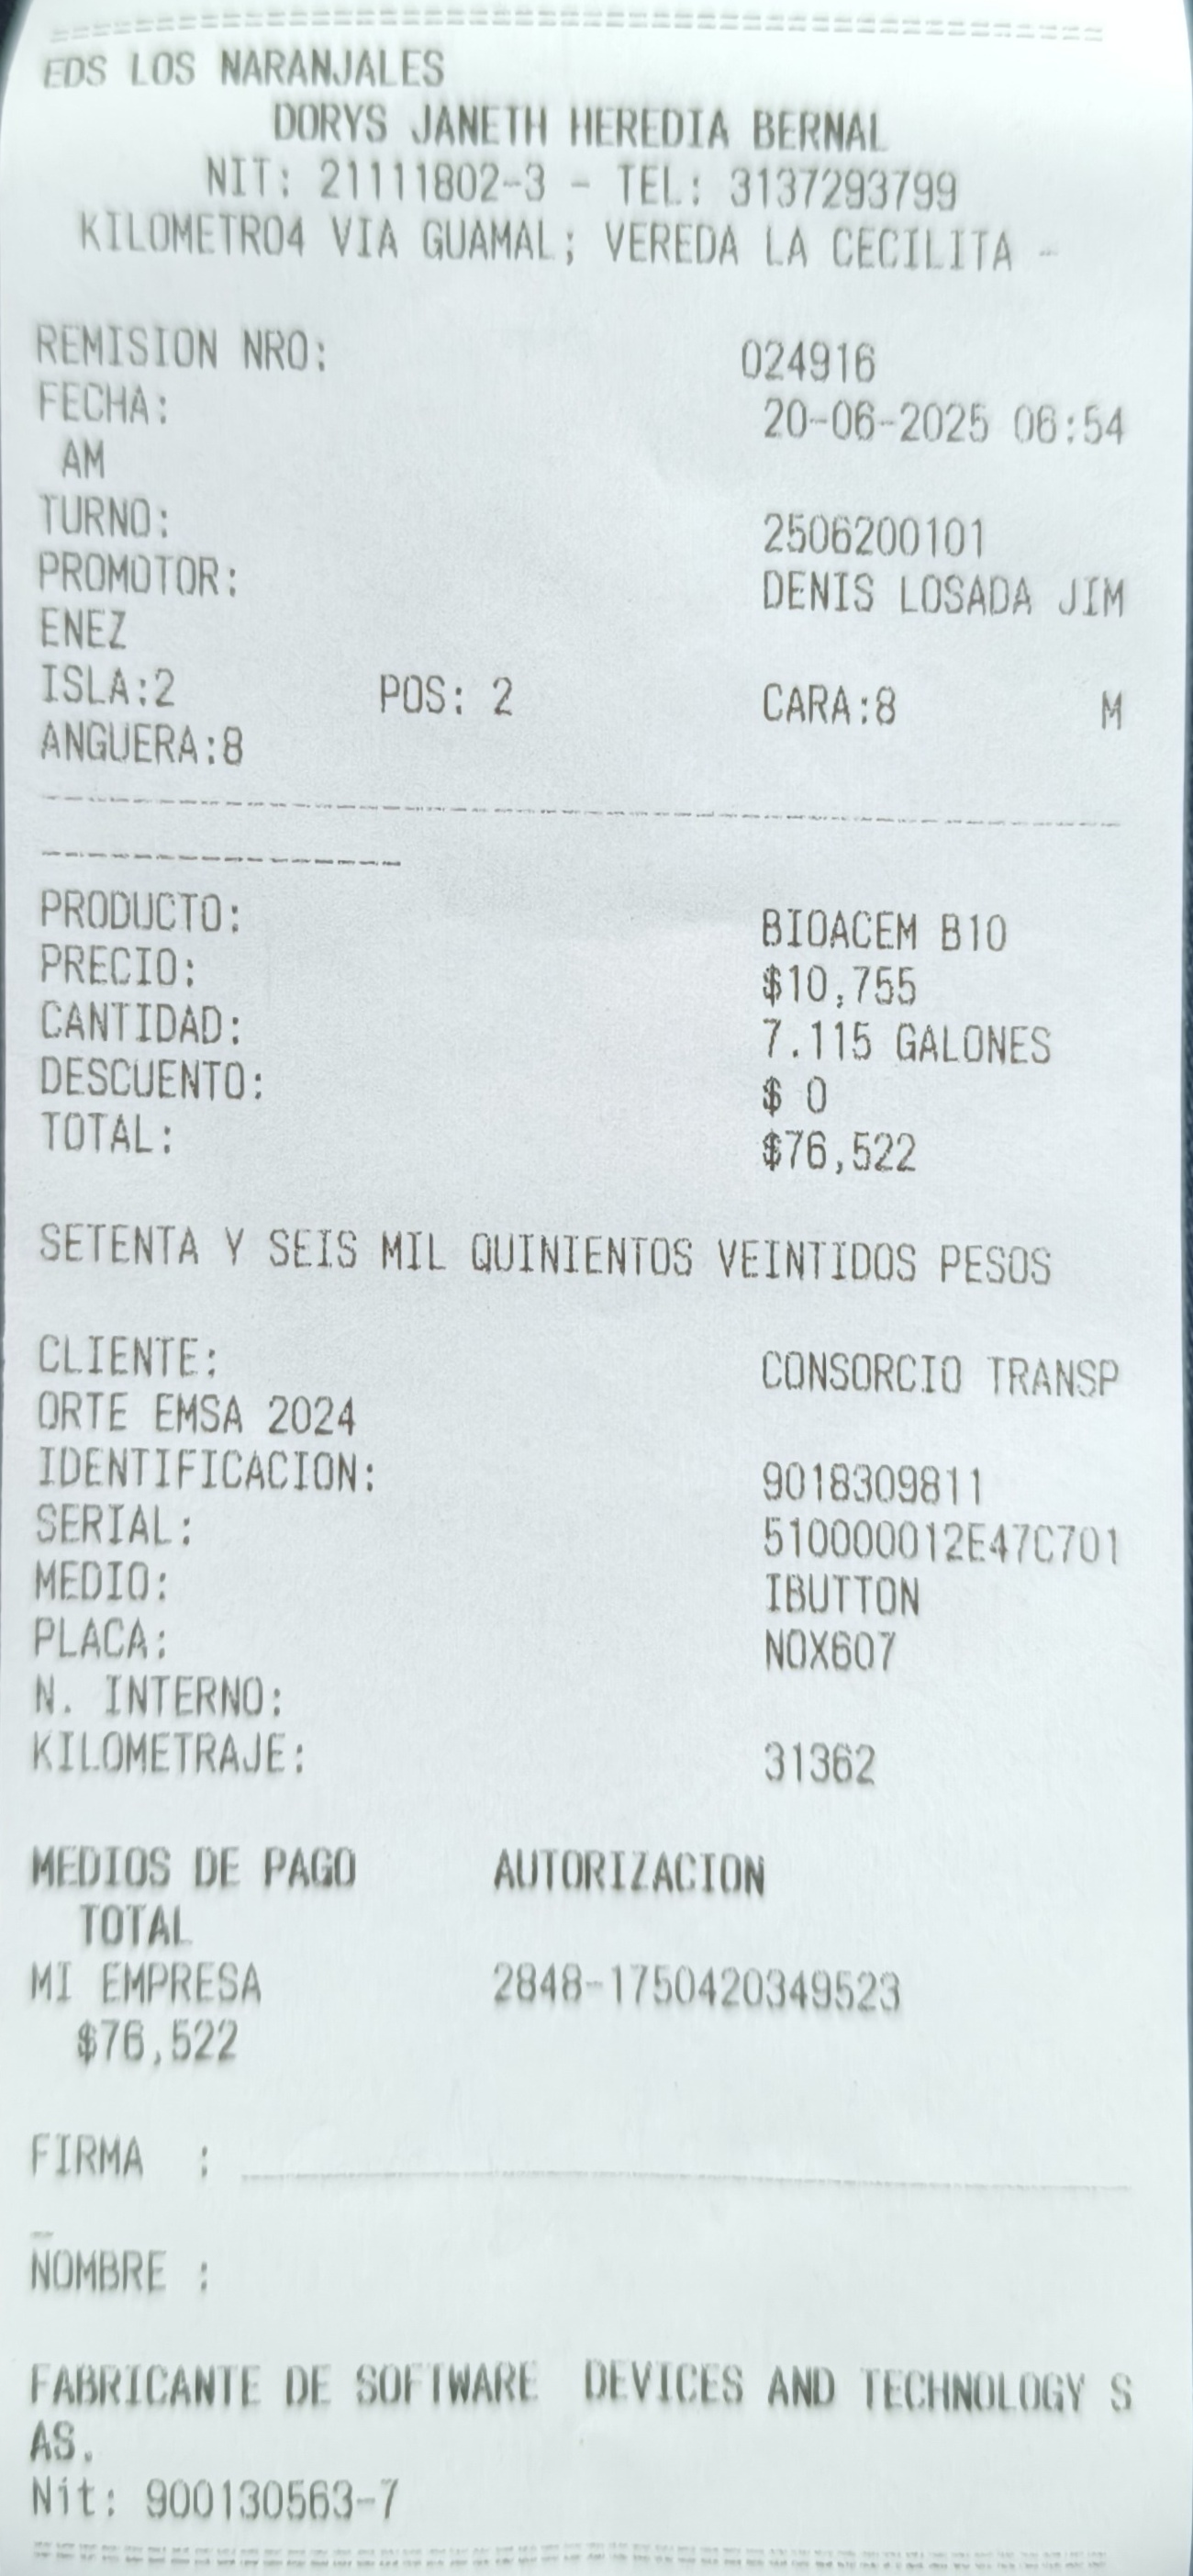 EDS LOS NARANJALES
DORYS JANETH HEREDIA BERNAL
NIT: 21111802-3 - TEL: 3137293799
KILOMETRO4 VIA GUAMAL; VEREDA LA CECILITA -
REMISION NRO: 024916
FECHA: 20-06-2025 06:54
AM
TURNO: 2506200101
PROMOTOR: DENIS LOSADA JIM
ENEZ
ISLA:2 POS: 2 CARA:8 M
ANGUERA:8
PRODUCTO: BIOACEM B10
PRECIO: $10,755
CANTIDAD: 7.115 GALONES
DESCUENTO: $ 0
TOTAL: $76,522
SETENTA Y SEIS MIL QUINIENTOS VEINTIDOS PESOS
CLIENTE: CONSORCIO TRANSP
ORTE EMSA 2024
IDENTIFICACION: 9018309811
SERIAL: 510000012E47C701
MEDIO: IBUTTON
PLACA: NOX607
N. INTERNO:
KILOMETRAJE: 31362
MEDIOS DE PAGO AUTORIZACION
TOTAL
MI EMPRESA 2848-1750420349523
$76,522
FIRMA :
NOMBRE :
FABRICANTE DE SOFTWARE DEVICES AND TECHNOLOGY S
AS.
Nit: 900130563-7